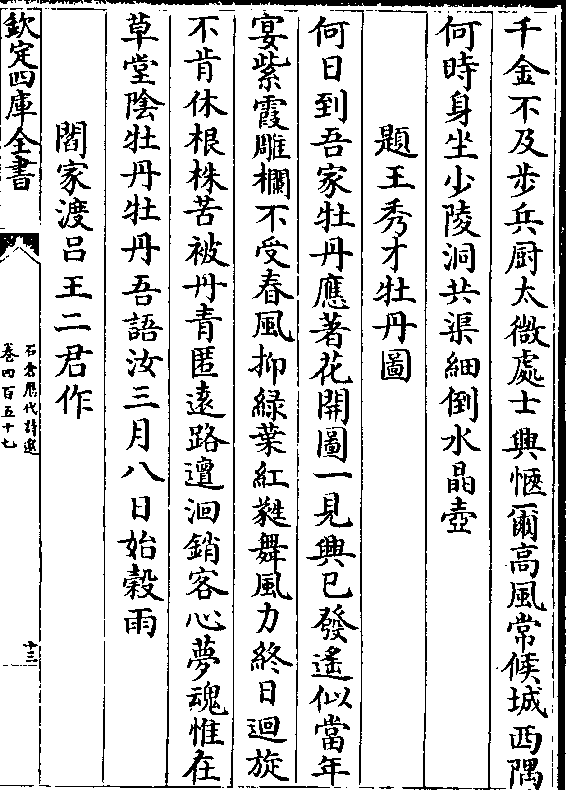 千金不及步兵厨太微處士興愜爾高風常候城西隅
何時身坐少陵洞共渠細倒水晶壺
題王秀才牡丹圖
何日到吾家牡丹應著花開圖一見興已發遙似當年
宴紫霞雕欄不受春風抑緑葉紅蕤舞風力終日迴旋
不肯休根株苦被丹青匿逺路邅洄銷客心夢魂惟在
草堂陰牡丹牡丹吾語汝三月八日始榖雨
閻家渡吕王二君作
欽定四庫全書
石倉歷代詩選
卷四百五十七
十三